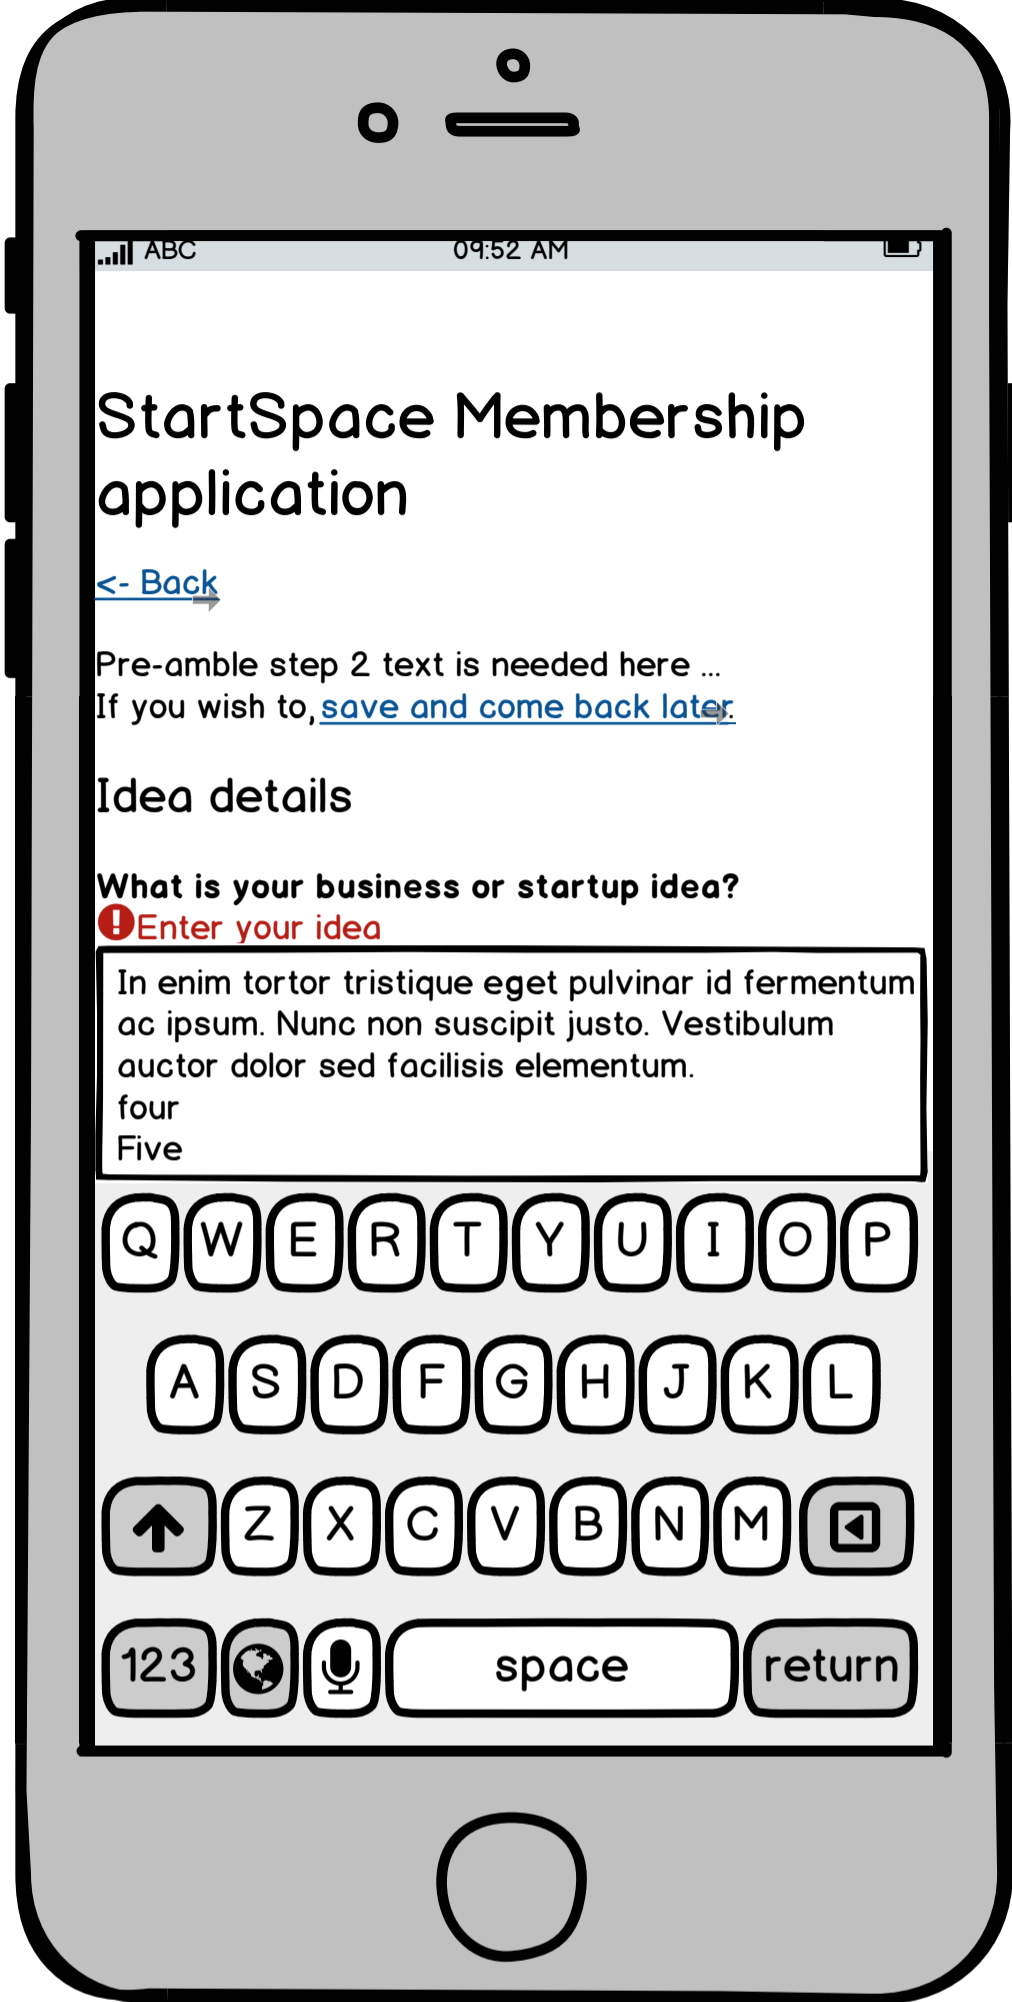 ABC 09:52 AM
StartSpace Membership
application
<- Back
Pre-amble step 2 text is needed here ...
If you wish to, save and come back later.
Idea details
What is your business or startup idea?
! Enter your idea
In enim tortor tristique eget pulvinar id fermentum
ac ipsum. Nunc non suscipit justo. Vestibulum
auctor dolor sed facilisis elementum.
four
Five
Q W E R T Y U I O P
A S D F G H J K L
Z X C V B N M
123 space return